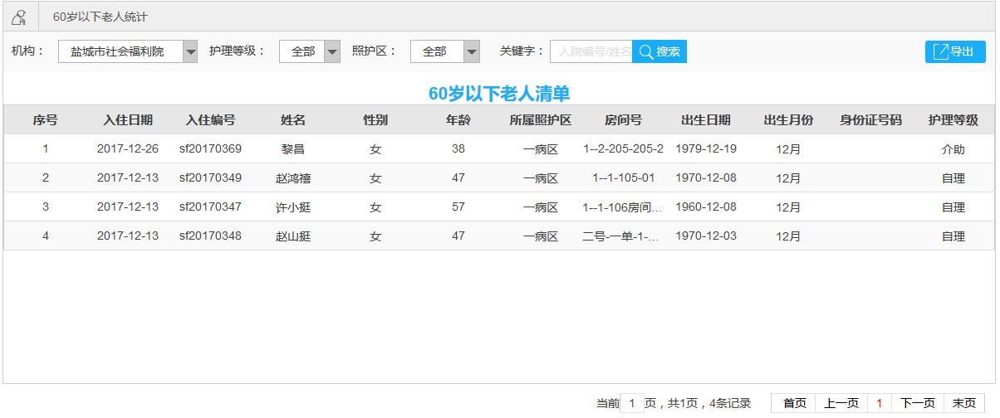 60岁以下老人统计
机构： 盐城市社会福利院 护理等级： 全部 照护区： 全部 关键字： 入院编号/姓名 搜索 导出
60岁以下老人清单
序号 入住日期 入住编号 姓名 性别 年龄 所属照护区 房间号 出生日期 出生月份 身份证号码 护理等级
1 2017-12-26 sf20170369 黎昌 女 38 一病区 1--2-205-205-2 1979-12-19 12月 介助
2 2017-12-13 sf20170349 赵鸿禧 女 47 一病区 1--1-105-01 1970-12-08 12月 自理
3 2017-12-13 sf20170347 许小挺 女 57 一病区 1--1-106房间... 1960-12-08 12月 自理
4 2017-12-13 sf20170348 赵山挺 女 47 一病区 二号-一单-1-... 1970-12-03 12月 自理
当前 1 页，共1页，4条记录 首页 上一页 1 下一页 末页